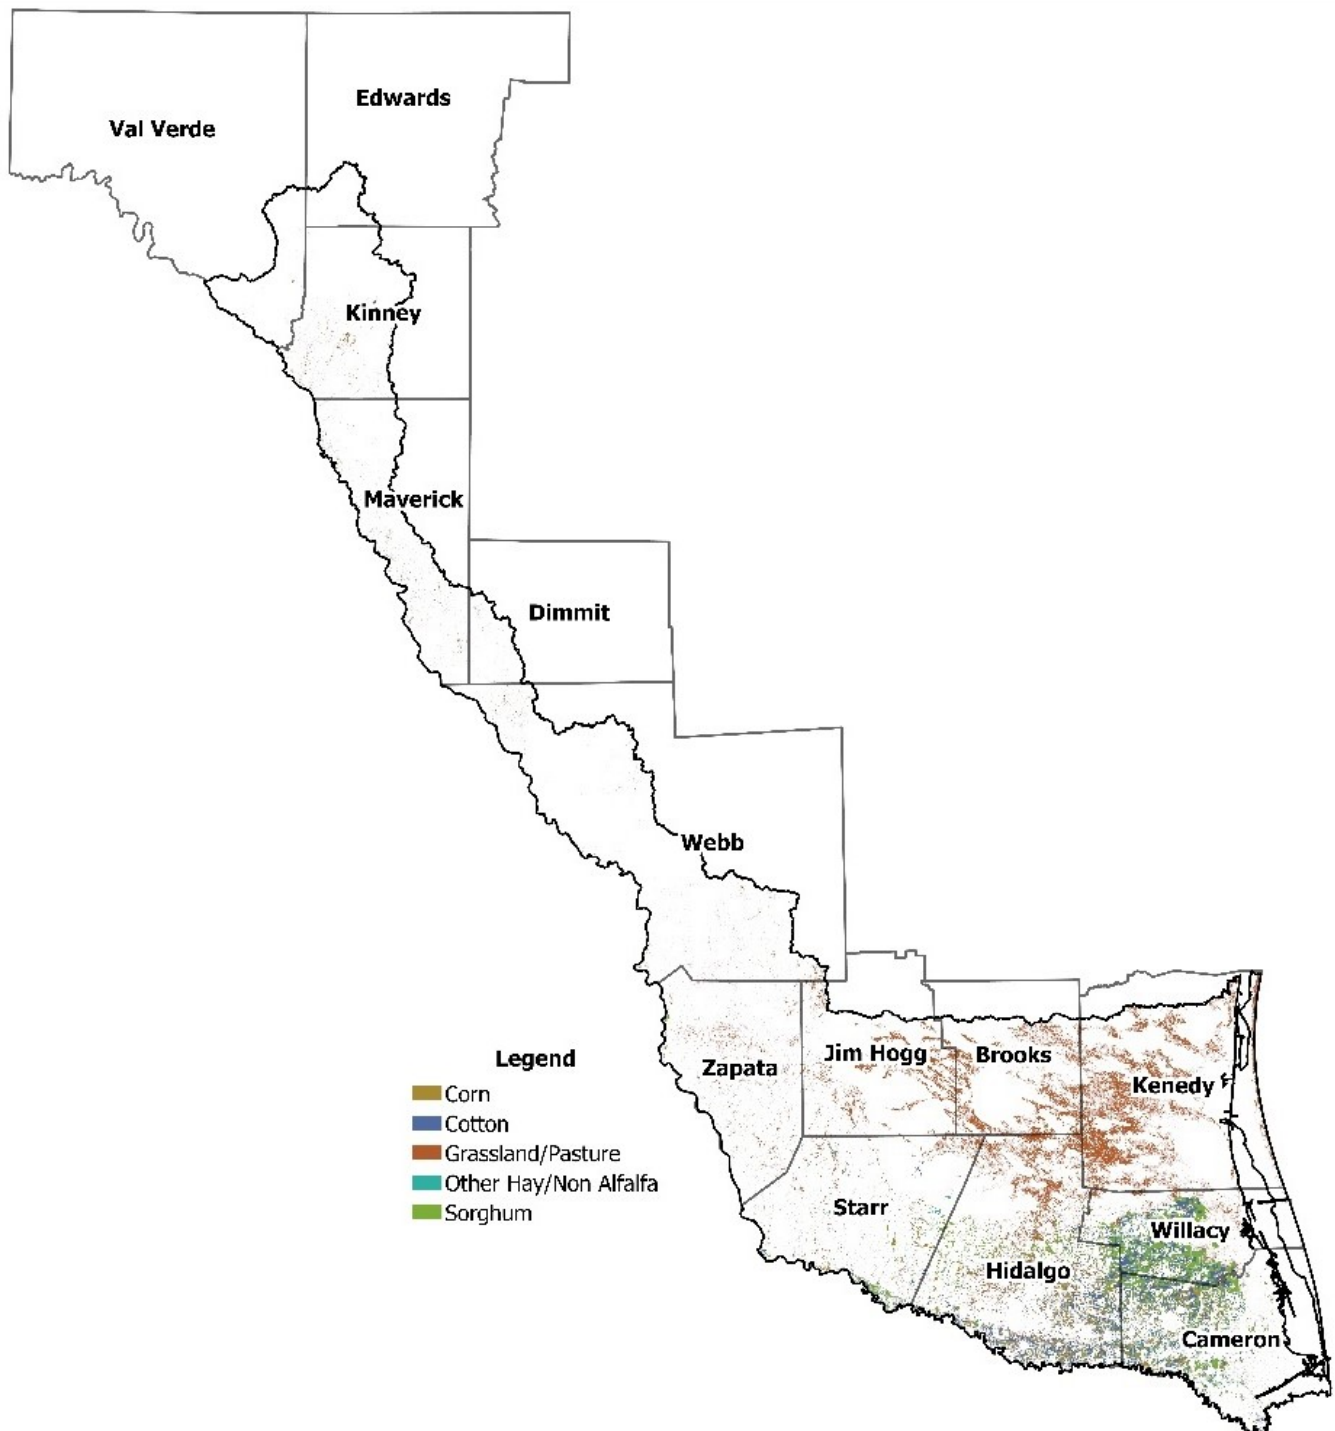 Edwards
Val Verde
Kinney
Maverick
Dimmit
Webb
Zapata
Jim Hogg
Brooks
Kenedy
Starr
Willacy
Hidalgo
Cameron
Legend
Corn
Cotton
Grassland/Pasture
Other Hay/Non Alfalfa
Sorghum